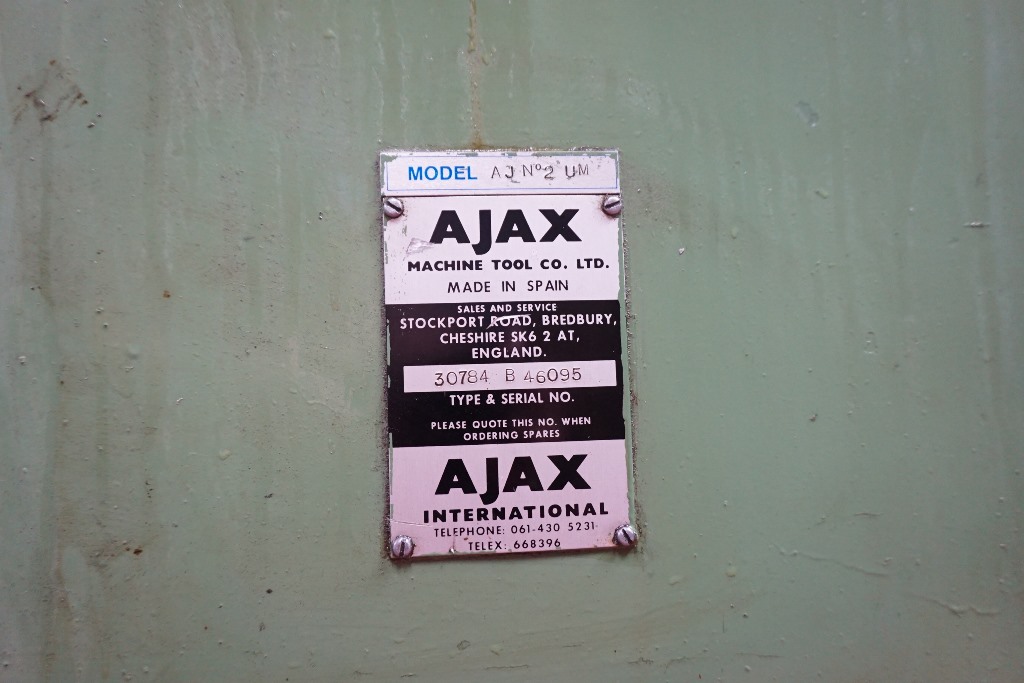 MODEL AJ Nº2 UM
AJAX
MACHINE TOOL CO. LTD.
MADE IN SPAIN
SALES AND SERVICE
STOCKPORT ROAD, BREDBURY,
CHESHIRE SK6 2 AT,
ENGLAND.
30784 B 46095
TYPE & SERIAL NO.
PLEASE QUOTE THIS NO. WHEN
ORDERING SPARES
AJAX
INTERNATIONAL
TELEPHONE: 061-430 5231
TELEX: 668396